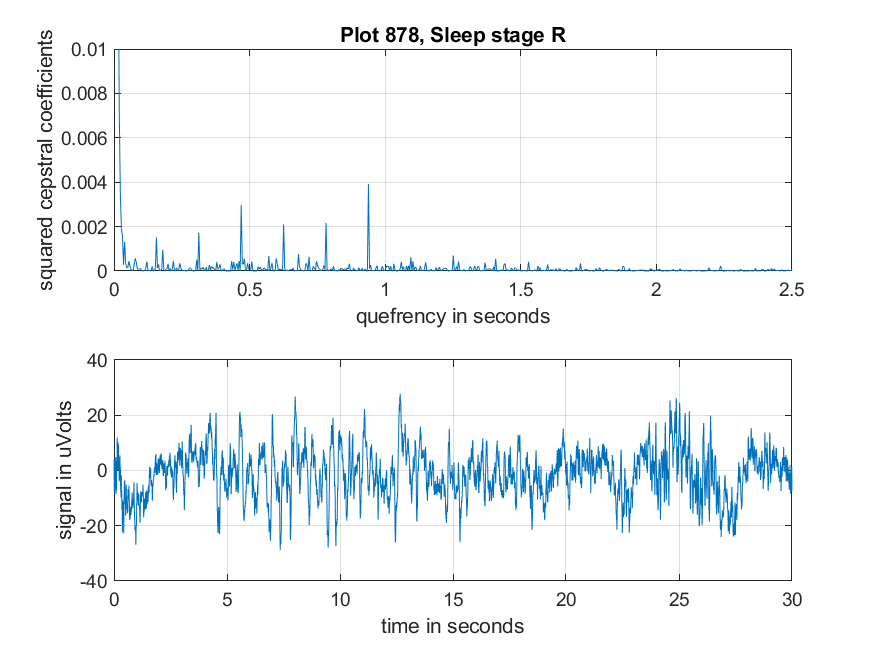 Plot 878, Sleep stage R
squared cepstral coefficients
0.01
0.008
0.006
0.004
0.002
0
0 0.5 1 1.5 2 2.5
quefrency in seconds
signal in uVolts
40
20
0
-20
-40
0 5 10 15 20 25 30
time in seconds